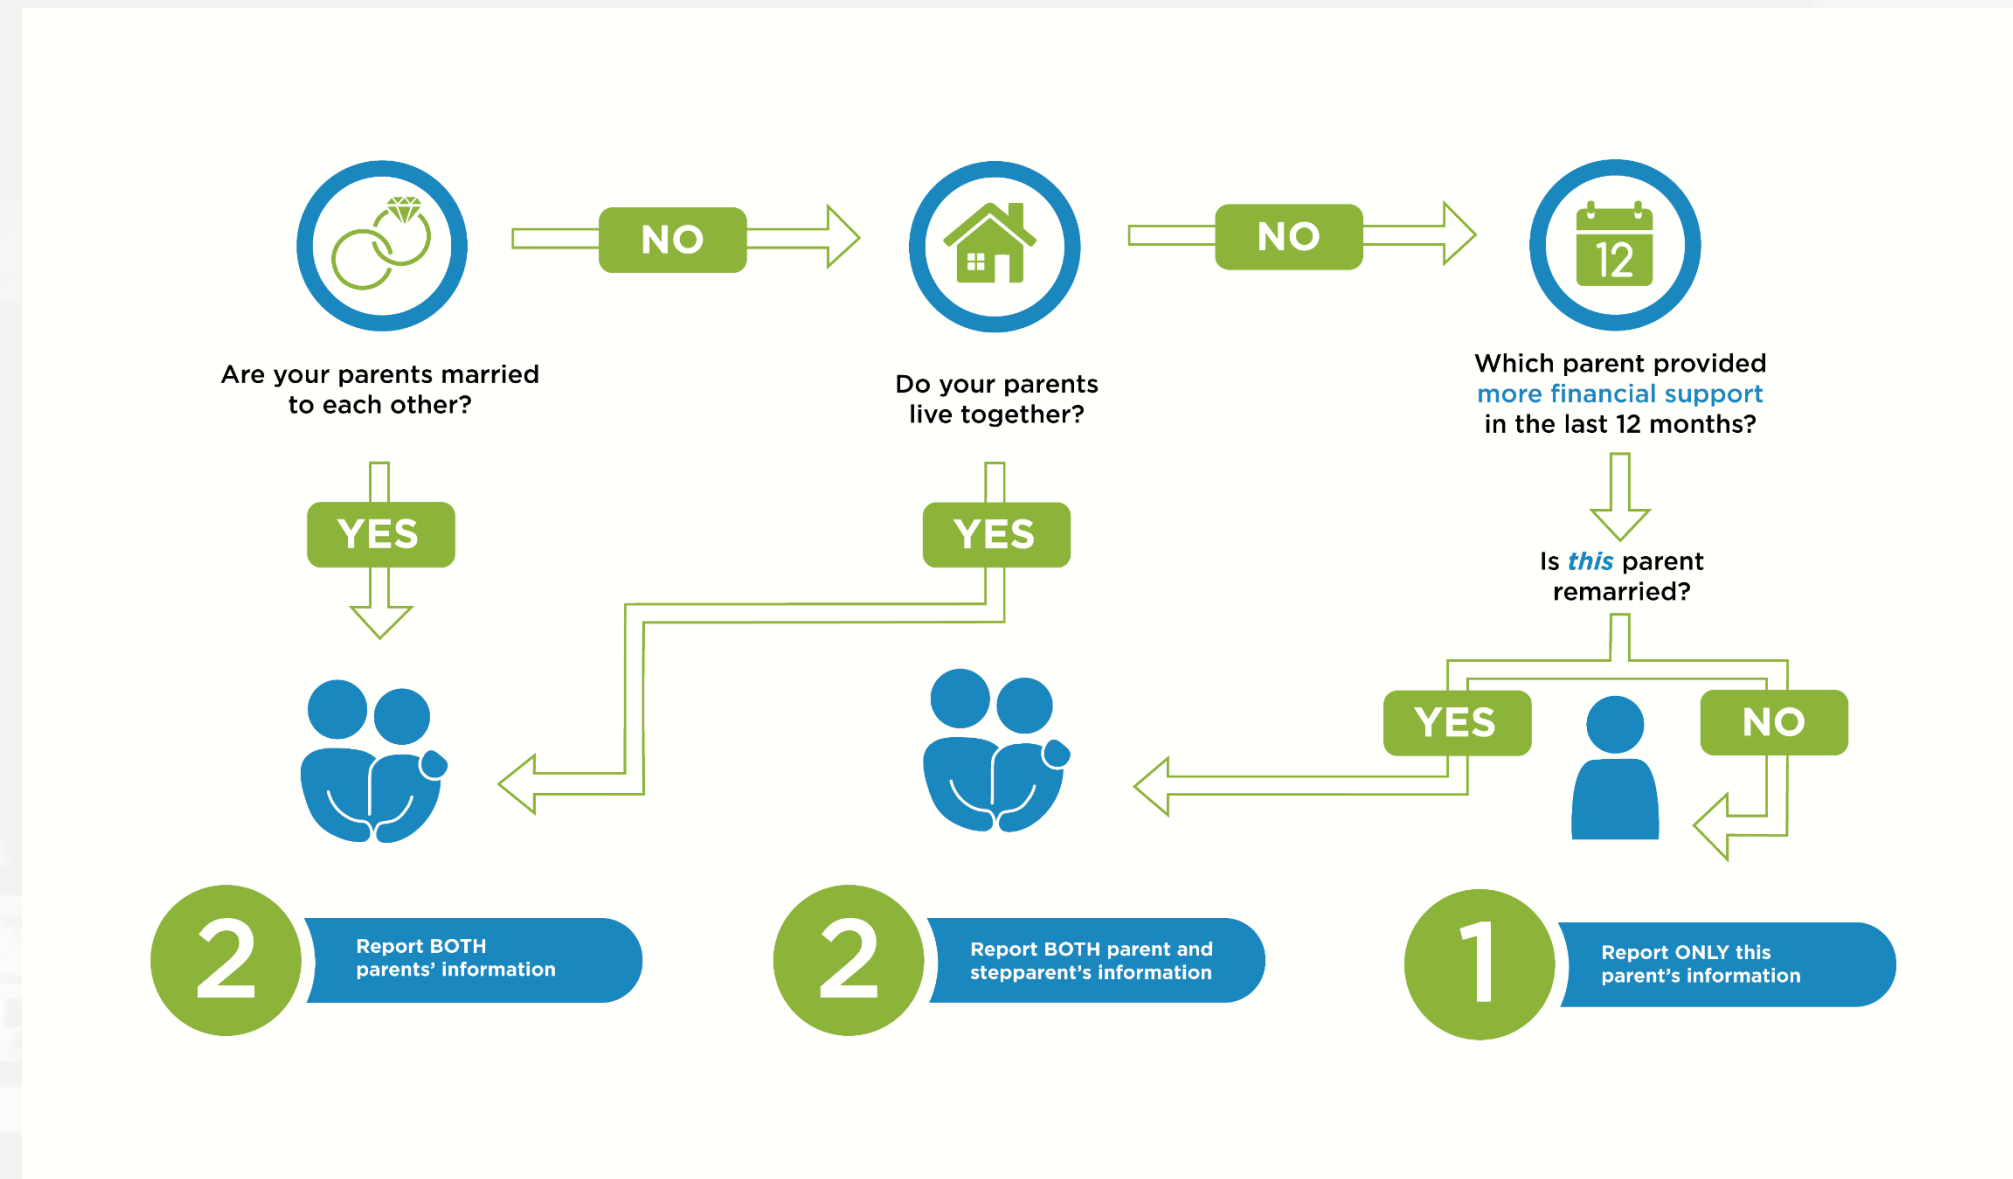 NO
NO
12
Are your parents married
to each other?
Do your parents
live together?
Which parent provided
more financial support
in the last 12 months?
YES
YES
Is this parent
remarried?
YES
NO
2
Report BOTH
parents' information
2
Report BOTH parent and
stepparent's information
1
Report ONLY this
parent's information